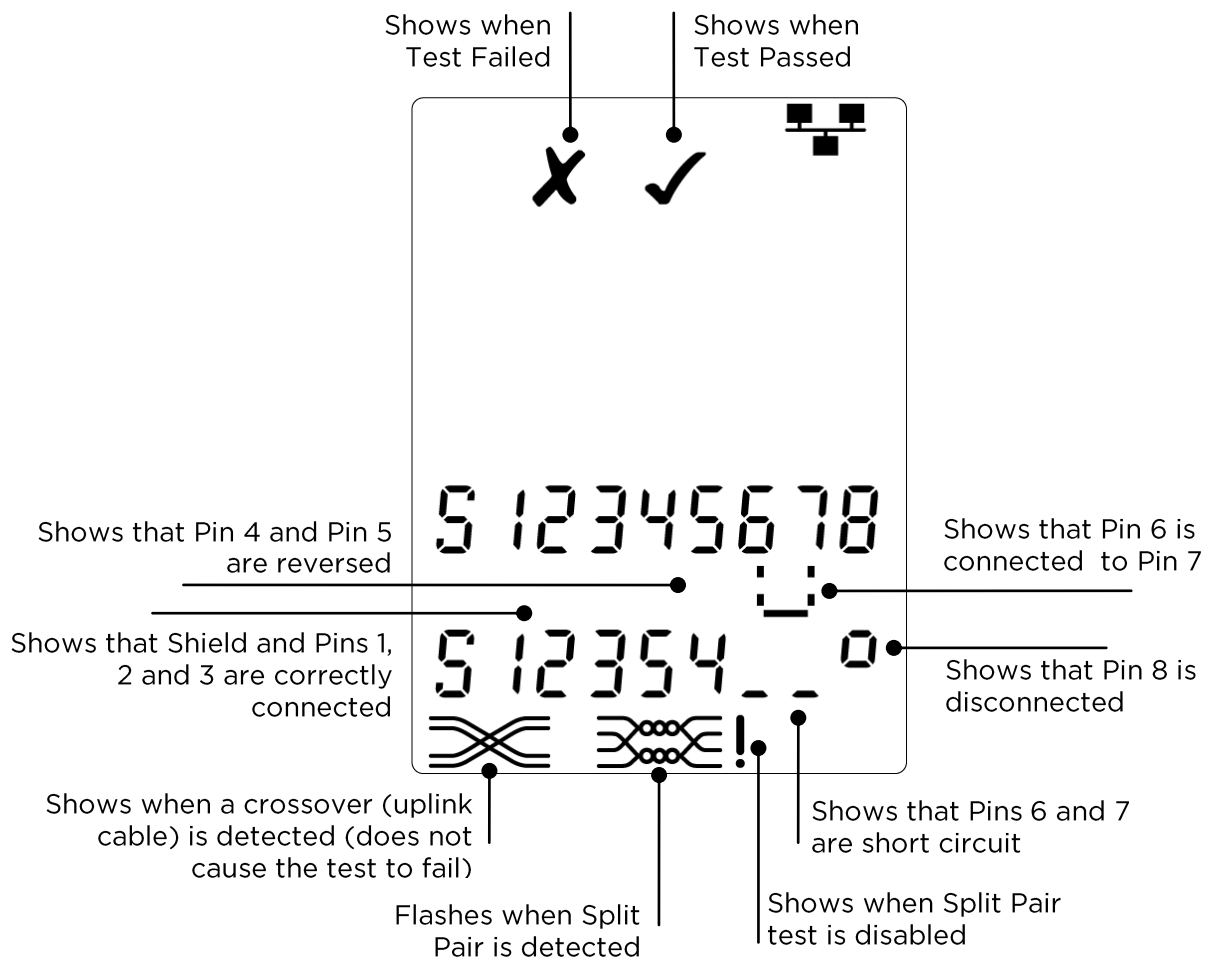 Shows when
Test Failed
Shows when
Test Passed
S12345678
Shows that Pin 4 and Pin 5
are reversed
Shows that Pin 6 is
connected to Pin 7
Shows that Shield and Pins 1,
2 and 3 are correctly
connected
S12354_ _ o
Shows that Pin 8 is
disconnected
!
Shows when a crossover (uplink
cable) is detected (does not
cause the test to fail)
Shows that Pins 6 and 7
are short circuit
Flashes when Split
Pair is detected
Shows when Split Pair
test is disabled